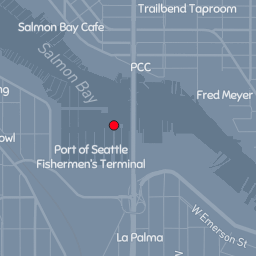 Trailbend Taproom
Salmon Bay Cafe
Salmon Bay
PCC
Fred Meyer
Port of Seattle
Fishermen's Terminal
W Emerson St
La Palma